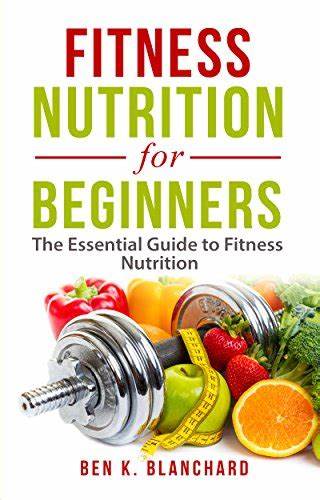 FITNESS
NUTRITION
for
BEGINNERS
The Essential Guide to Fitness
Nutrition
BEN K. BLANCHARD